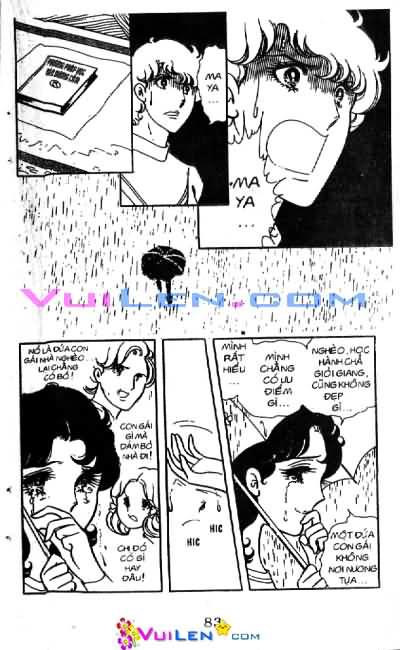 PHƯƠNG PHÁP HỌC
MA
YA
...
MA
YA
...
VuiLen.com
NÓ LÀ ĐỨA CON
GÁI NHÀ NGHÈO...
LẠI CHẲNG
CÓ BỐ!
CON GÁI
GÌ MÀ
DÁM BỎ
NHÀ ĐI!
CHỊ ĐÓ
CÓ GÌ
HAY
ĐÂU!
HIC
HIC
MÌNH
RẤT
HIỂU
...
MÌNH
CHẲNG
CÓ ƯU
ĐIỂM
GÌ...
NGHÈO, HỌC
HÀNH CHẢ
GIỎI GIANG,
CŨNG KHÔNG
ĐẸP
GÌ...
MỘT ĐỨA
CON GÁI
KHÔNG
NƠI NƯƠNG
TỰA...
83
VuiLen.com